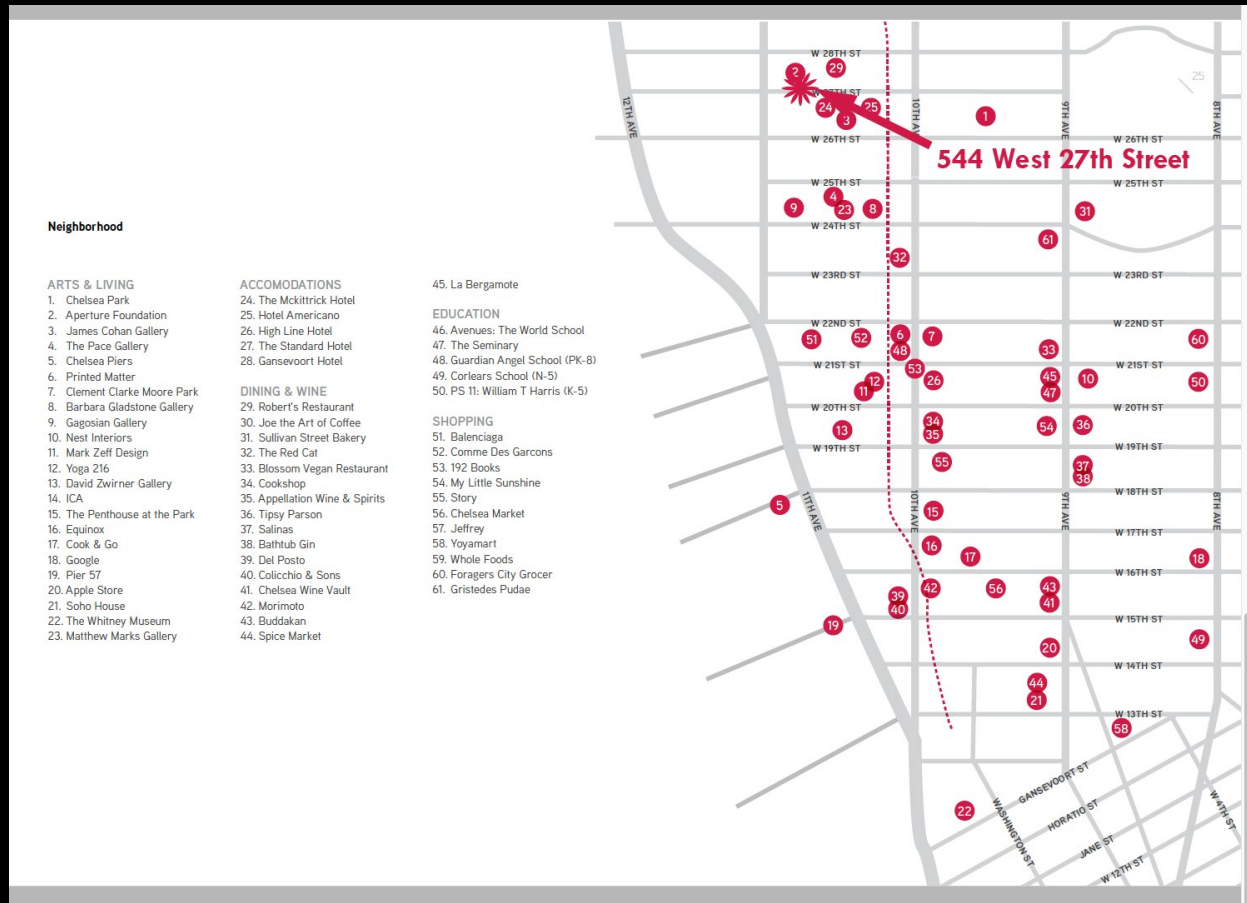 Neighborhood
ARTS & LIVING
1. Chelsea Park
2. Aperture Foundation
3. James Cohan Gallery
4. The Pace Gallery
5. Chelsea Piers
6. Printed Matter
7. Clement Clarke Moore Park
8. Barbara Gladstone Gallery
9. Gagosian Gallery
10. Nest Interiors
11. Mark Zeff Design
12. Yoga 216
13. David Zwirner Gallery
14. ICA
15. The Penthouse at the Park
16. Equinox
17. Cook & Go
18. Google
19. Pier 57
20. Apple Store
21. Soho House
22. The Whitney Museum
23. Matthew Marks Gallery
ACCOMODATIONS
24. The Mckittrick Hotel
25. Hotel Americano
26. High Line Hotel
27. The Standard Hotel
28. Gansevoort Hotel
DINING & WINE
29. Robert's Restaurant
30. Joe the Art of Coffee
31. Sullivan Street Bakery
32. The Red Cat
33. Blossom Vegan Restaurant
34. Cookshop
35. Appellation Wine & Spirits
36. Tipsy Parson
37. Salinas
38. Bathtub Gin
39. Del Posto
40. Colicchio & Sons
41. Chelsea Wine Vault
42. Morimoto
43. Buddakan
44. Spice Market
45. La Bergamote
EDUCATION
46. Avenues: The World School
47. The Seminary
48. Guardian Angel School (PK-8)
49. Corlears School (N-5)
50. PS 11: William T Harris (K-5)
SHOPPING
51. Balenciaga
52. Comme Des Garcons
53. 192 Books
54. My Little Sunshine
55. Story
56. Chelsea Market
57. Jeffrey
58. Yoyamart
59. Whole Foods
60. Foragers City Grocer
61. Gristedes Pudae
W 28TH ST
2
29
25
12TH AVE
27TH ST
24
25
3
10TH AV
1
9TH AVE
8TH AVE
W 26TH ST
W 26TH ST
544 West 27th Street
W 25TH ST
W 25TH ST
4
9
23
8
31
W 24TH ST
61
32
W 23RD ST
W 23RD ST
W 22ND ST
W 22ND ST
51
52
6
7
60
48
33
W 21ST ST
W 21ST ST
53
12
26
45
10
50
11
47
W 20TH ST
W 20TH ST
13
34
35
54
36
W 19TH ST
W 19TH ST
55
37
38
W 18TH ST
5
11TH AVE
10TH AVE
9TH AVE
8TH AVE
15
W 17TH ST
16
17
18
W 16TH ST
39
40
42
56
43
41
W 15TH ST
19
20
49
W 14TH ST
44
21
W 13TH ST
58
GANSEVOORT ST
22
WASHINGTON ST
HORATIO ST
W 4TH ST
JANE ST
W 12TH ST